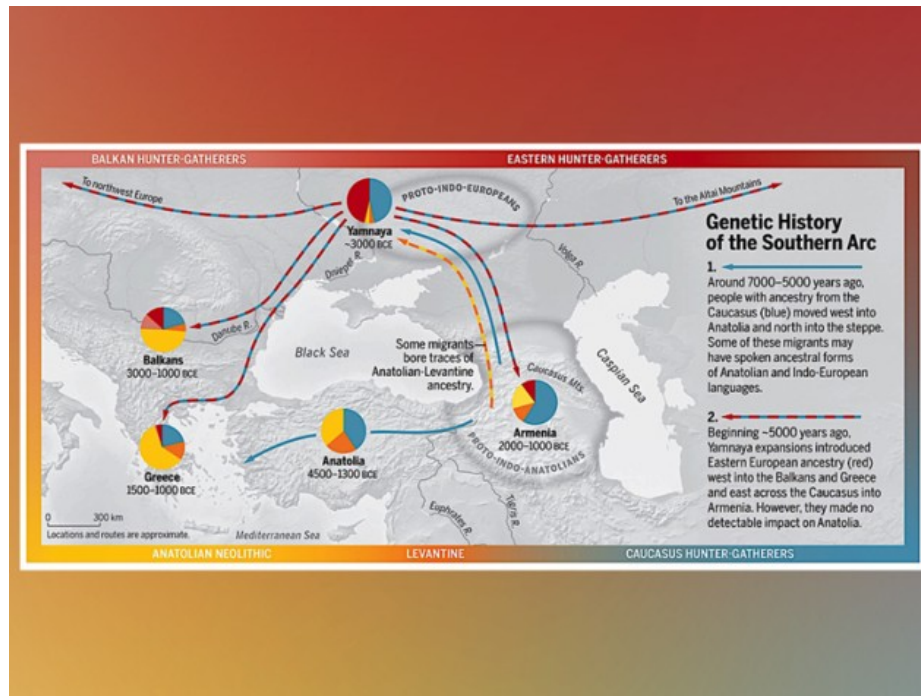 BALKAN HUNTER-GATHERERS
EASTERN HUNTER-GATHERERS
To northwest Europe
To the Altai Mountains
PROTO-INDO-EUROPEANS
Yamnaya
~3000 BCE
Dnieper R.
Volga R.
Danube R.
Balkans
3000–1000 BCE
Black Sea
Some migrants
bore traces of
Anatolian-Levantine
ancestry.
Caucasus Mts.
Caspian Sea
Armenia
2000–1000 BCE
PROTO-INDO-ANATOLIANS
Anatolia
4500–1300 BCE
Greece
1500–1000 BCE
Euphrates R.
Tigris R.
Mediterranean Sea
0 300 km
Locations and routes are approximate.
Genetic History
of the Southern Arc
1.
Around 7000–5000 years ago,
people with ancestry from the
Caucasus (blue) moved west into
Anatolia and north into the steppe.
Some of these migrants may
have spoken ancestral forms
of Anatolian and Indo-European
languages.
2.
Beginning ~5000 years ago,
Yamnaya expansions introduced
Eastern European ancestry (red)
west into the Balkans and Greece
and east across the Caucasus into
Armenia. However, they made no
detectable impact on Anatolia.
ANATOLIAN NEOLITHIC
LEVANTINE
CAUCASUS HUNTER-GATHERERS